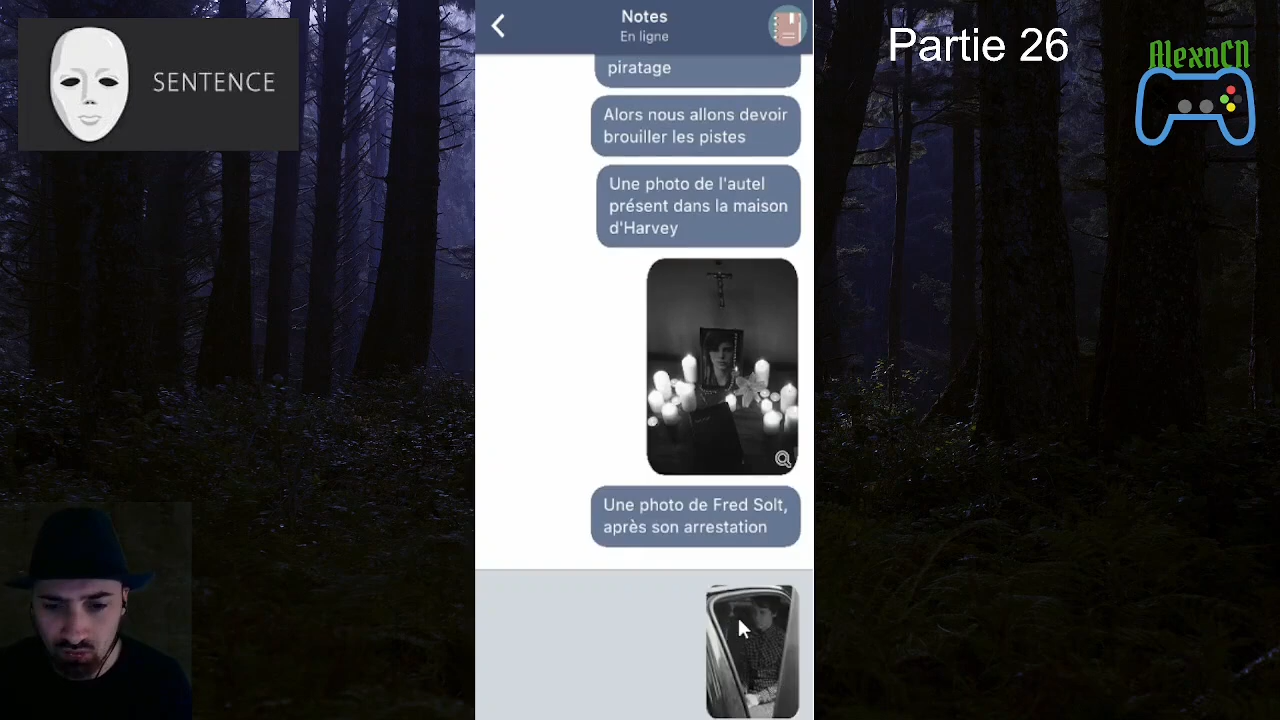 SENTENCE
Notes
En ligne
Partie 26
AlexnCN
piratage
Alors nous allons devoir
brouiller les pistes
Une photo de l'autel
présent dans la maison
d'Harvey
Une photo de Fred Solt,
après son arrestation